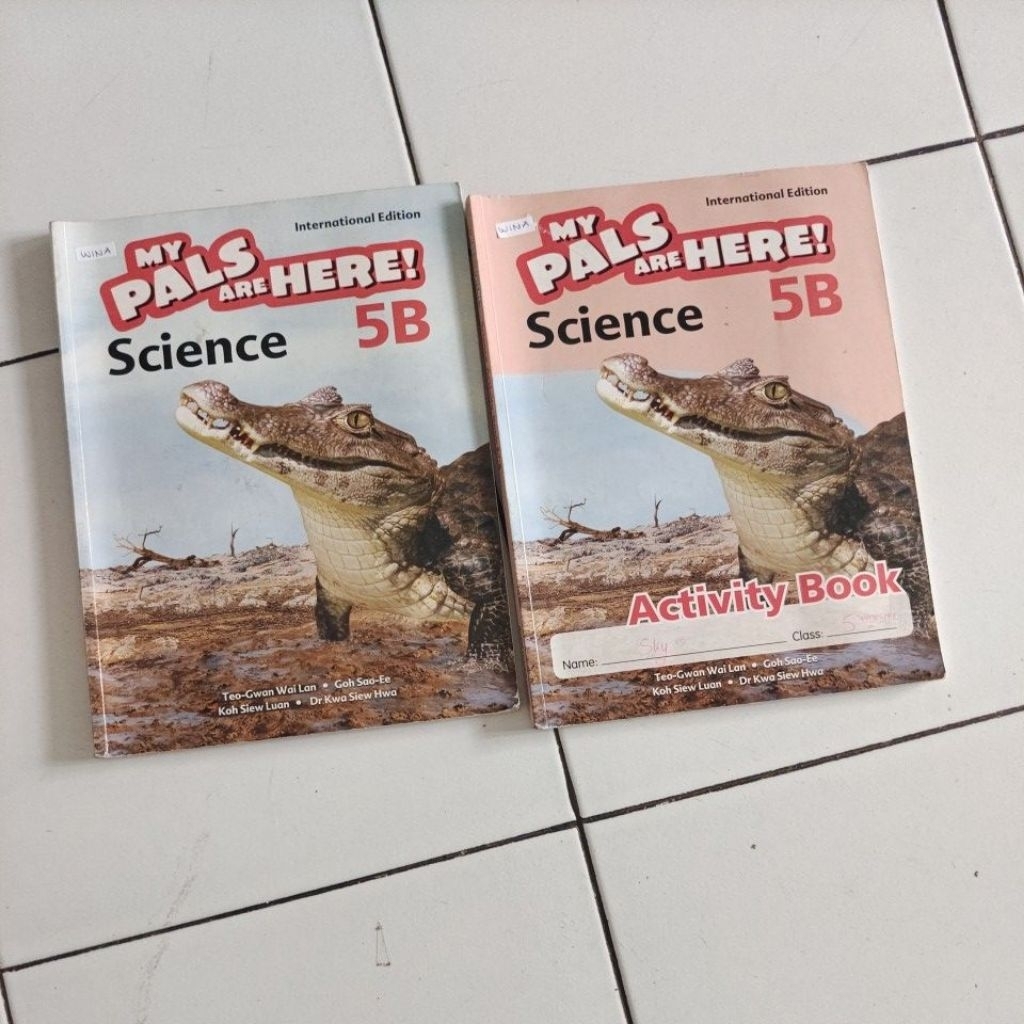 WINA
International Edition
MY
PALS
ARE HERE!
Science 5B
Teo-Gwan Wai Lan • Goh Sao-Ee
Koh Siew Luan • Dr Kwa Siew Hwa
WINA
International Edition
MY
PALS
ARE HERE!
Science 5B
Activity Book
Name: Sky Class: 5
Teo-Gwan Wai Lan • Goh Sao-Ee
Koh Siew Luan • Dr Kwa Siew Hwa